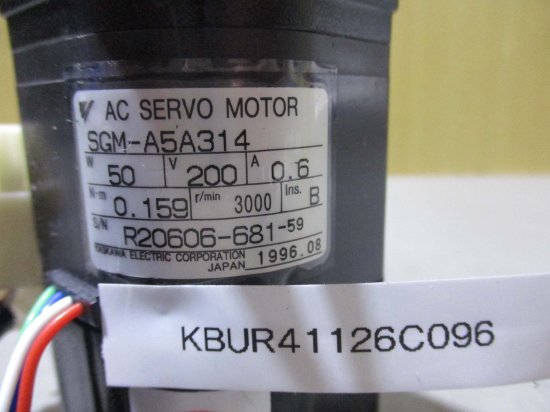 AC SERVO MOTOR
SGM-A5A314
W 50 V 200 A 0.6
N·m 0.159 r/min 3000 Ins. B
S/N R20606-681-59
YASKAWA ELECTRIC CORPORATION
JAPAN 1996.08
KBUR41126C096